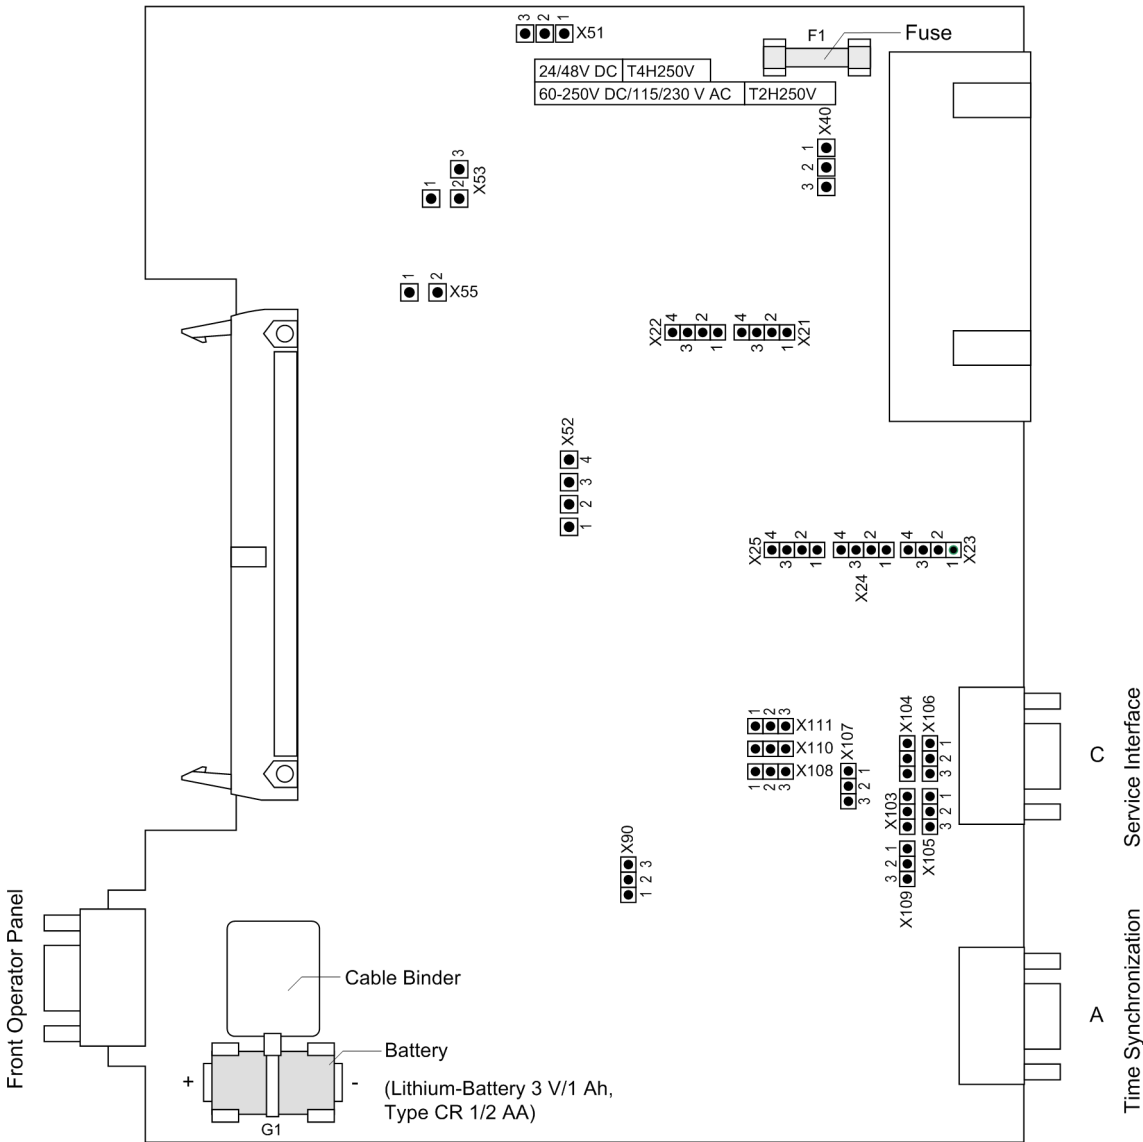 3 2 1
X51
F1
Fuse
24/48V DC T4H250V
60-250V DC/115/230 V AC T2H250V
X40
1
2
3
3
1
2
X53
1
2
X55
X22
4
2
3
1
4
2
3
1
X21
X52
4
3
2
1
X25
4
2
3
1
4
2
3
1
X24
4
2
3
1
X23
1 2 3
X111
X110
X108
1 2 3
X107
3 2 1
X104
X106
3 2 1
X103
3 2 1
X105
3 2 1
X109
X90
1 2 3
C
Service Interface
Front Operator Panel
Cable Binder
Battery
(Lithium-Battery 3 V/1 Ah,
Type CR 1/2 AA)
+
-
G1
A
Time Synchronization